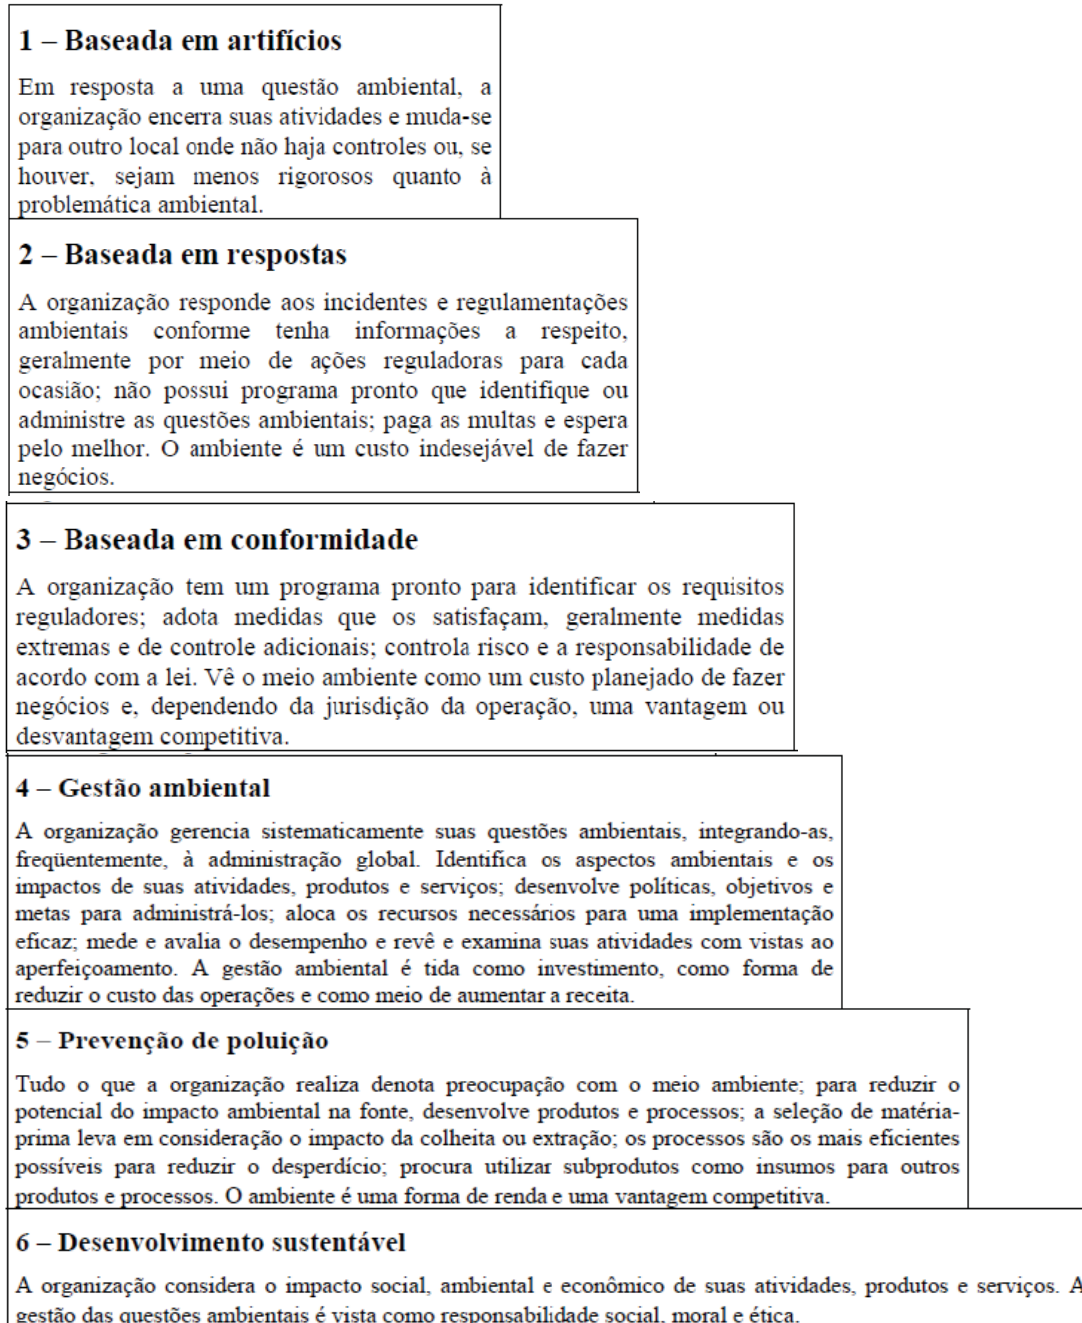 1 – Baseada em artifícios
Em resposta a uma questão ambiental, a
organização encerra suas atividades e muda-se
para outro local onde não haja controles ou, se
houver, sejam menos rigorosos quanto à
problemática ambiental.
2 – Baseada em respostas
A organização responde aos incidentes e regulamentações
ambientais conforme tenha informações a respeito,
geralmente por meio de ações reguladoras para cada
ocasião; não possui programa pronto que identifique ou
administre as questões ambientais; paga as multas e espera
pelo melhor. O ambiente é um custo indesejável de fazer
negócios.
3 – Baseada em conformidade
A organização tem um programa pronto para identificar os requisitos
reguladores; adota medidas que os satisfaçam, geralmente medidas
extremas e de controle adicionais; controla risco e a responsabilidade de
acordo com a lei. Vê o meio ambiente como um custo planejado de fazer
negócios e, dependendo da jurisdição da operação, uma vantagem ou
desvantagem competitiva.
4 – Gestão ambiental
A organização gerencia sistematicamente suas questões ambientais, integrando-as,
freqüentemente, à administração global. Identifica os aspectos ambientais e os
impactos de suas atividades, produtos e serviços; desenvolve políticas, objetivos e
metas para administrá-los; aloca os recursos necessários para uma implementação
eficaz; mede e avalia o desempenho e revê e examina suas atividades com vistas ao
aperfeiçoamento. A gestão ambiental é tida como investimento, como forma de
reduzir o custo das operações e como meio de aumentar a receita.
5 – Prevenção de poluição
Tudo o que a organização realiza denota preocupação com o meio ambiente; para reduzir o
potencial do impacto ambiental na fonte, desenvolve produtos e processos; a seleção de matéria-
prima leva em consideração o impacto da colheita ou extração; os processos são os mais eficientes
possíveis para reduzir o desperdício; procura utilizar subprodutos como insumos para outros
produtos e processos. O ambiente é uma forma de renda e uma vantagem competitiva.
6 – Desenvolvimento sustentável
A organização considera o impacto social, ambiental e econômico de suas atividades, produtos e serviços. A
gestão das questões ambientais é vista como responsabilidade social, moral e ética.